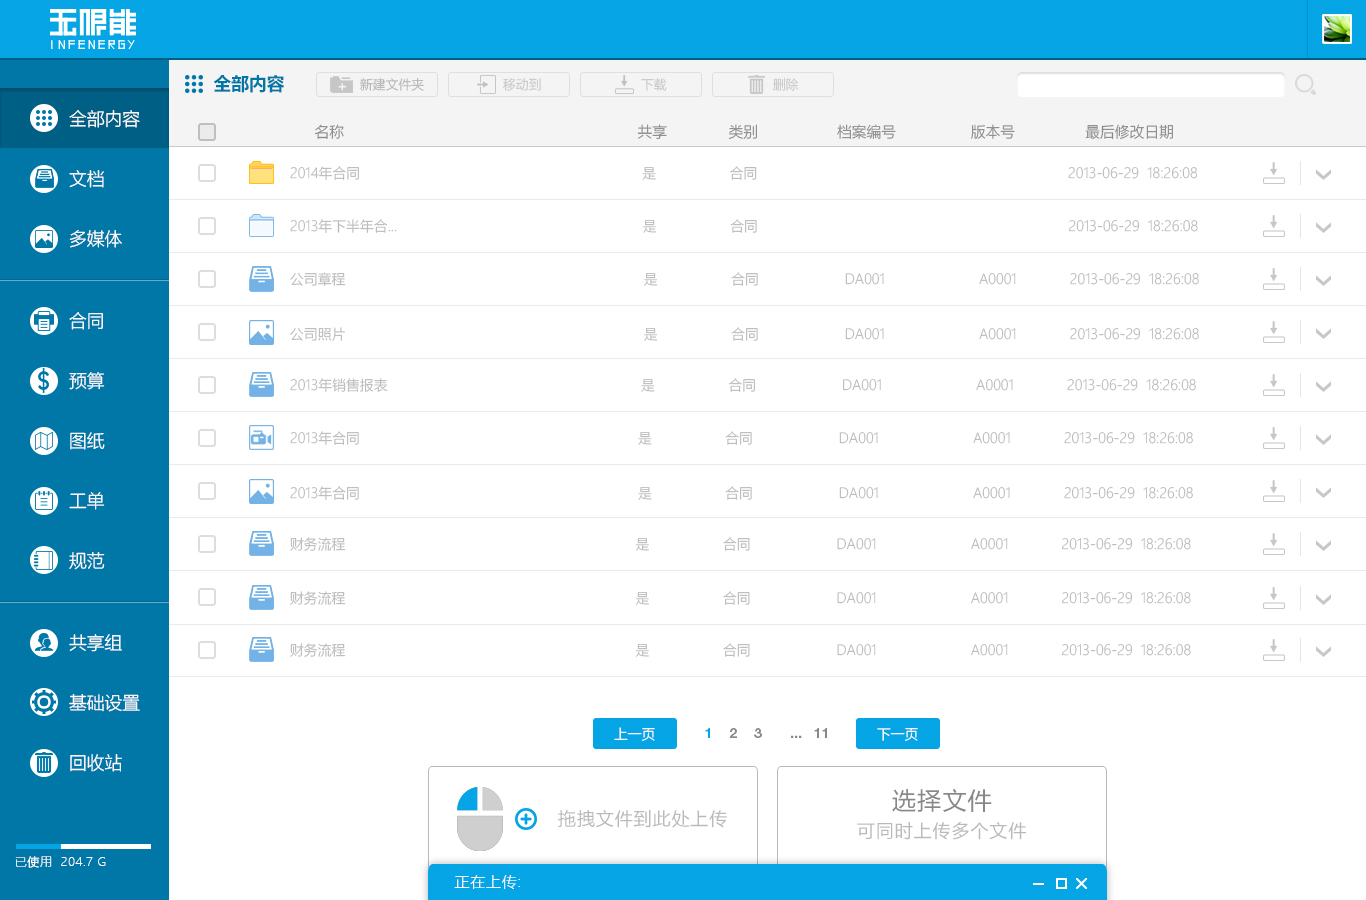 无限能
INFENERGY
全部内容
文档
多媒体
合同
预算
图纸
工单
规范
共享组
基础设置
回收站
已使用 204.7 G
全部内容 新建文件夹 移动到 下载 删除
名称 共享 类别 档案编号 版本号 最后修改日期
2014年合同 是 合同 2013-06-29 18:26:08
2013年下半年合... 是 合同 2013-06-29 18:26:08
公司章程 是 合同 DA001 A0001 2013-06-29 18:26:08
公司照片 是 合同 DA001 A0001 2013-06-29 18:26:08
2013年销售报表 是 合同 DA001 A0001 2013-06-29 18:26:08
2013年合同 是 合同 DA001 A0001 2013-06-29 18:26:08
2013年合同 是 合同 DA001 A0001 2013-06-29 18:26:08
财务流程 是 合同 DA001 A0001 2013-06-29 18:26:08
财务流程 是 合同 DA001 A0001 2013-06-29 18:26:08
财务流程 是 合同 DA001 A0001 2013-06-29 18:26:08
上一页 1 2 3 ... 11 下一页
拖拽文件到此处上传
选择文件
可同时上传多个文件
正在上传: